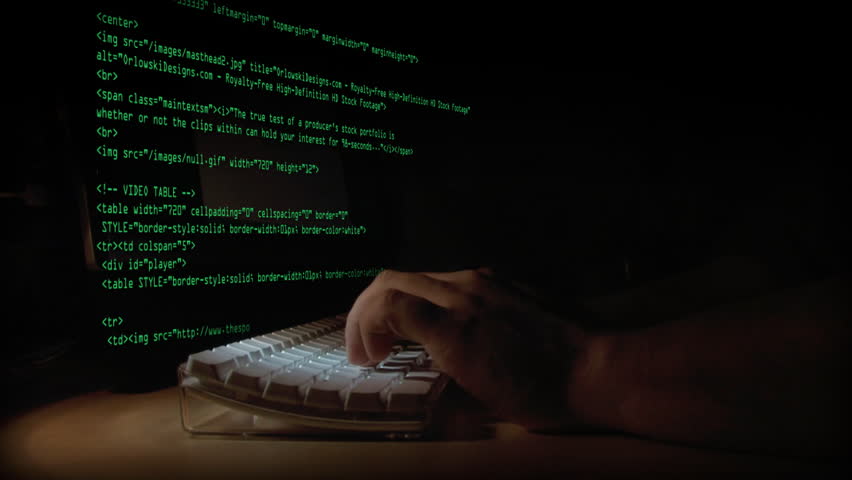 #333333" leftmargin="0" topmargin="0" marginwidth="0" marginheight="0">
<center>
<img src="/images/masthead2.jpg" title="OrlowskiDesigns.com - Royalty-Free High-Definition HD Stock Footage"
alt="OrlowskiDesigns.com - Royalty-Free High-Definition HD Stock Footage">
<br>
<span class="maintextsm"><i>"The true test of a producer's stock portfolio is
whether or not the clips within can hold your interest for %6-seconds..."</i></span>
<br>
<img src="/images/null.gif" width="720" height="12">
<!-- VIDEO TABLE -->
<table width="720" cellpadding="0" cellspacing="0" border="0"
STYLE="border-style:solid; border-width:01px; border-color:white">
<tr><td colspan="5">
<div id="player">
<table STYLE="border-style:solid; border-width:01px; border-color:white"
<tr>
<td><img src="http://www.thespo